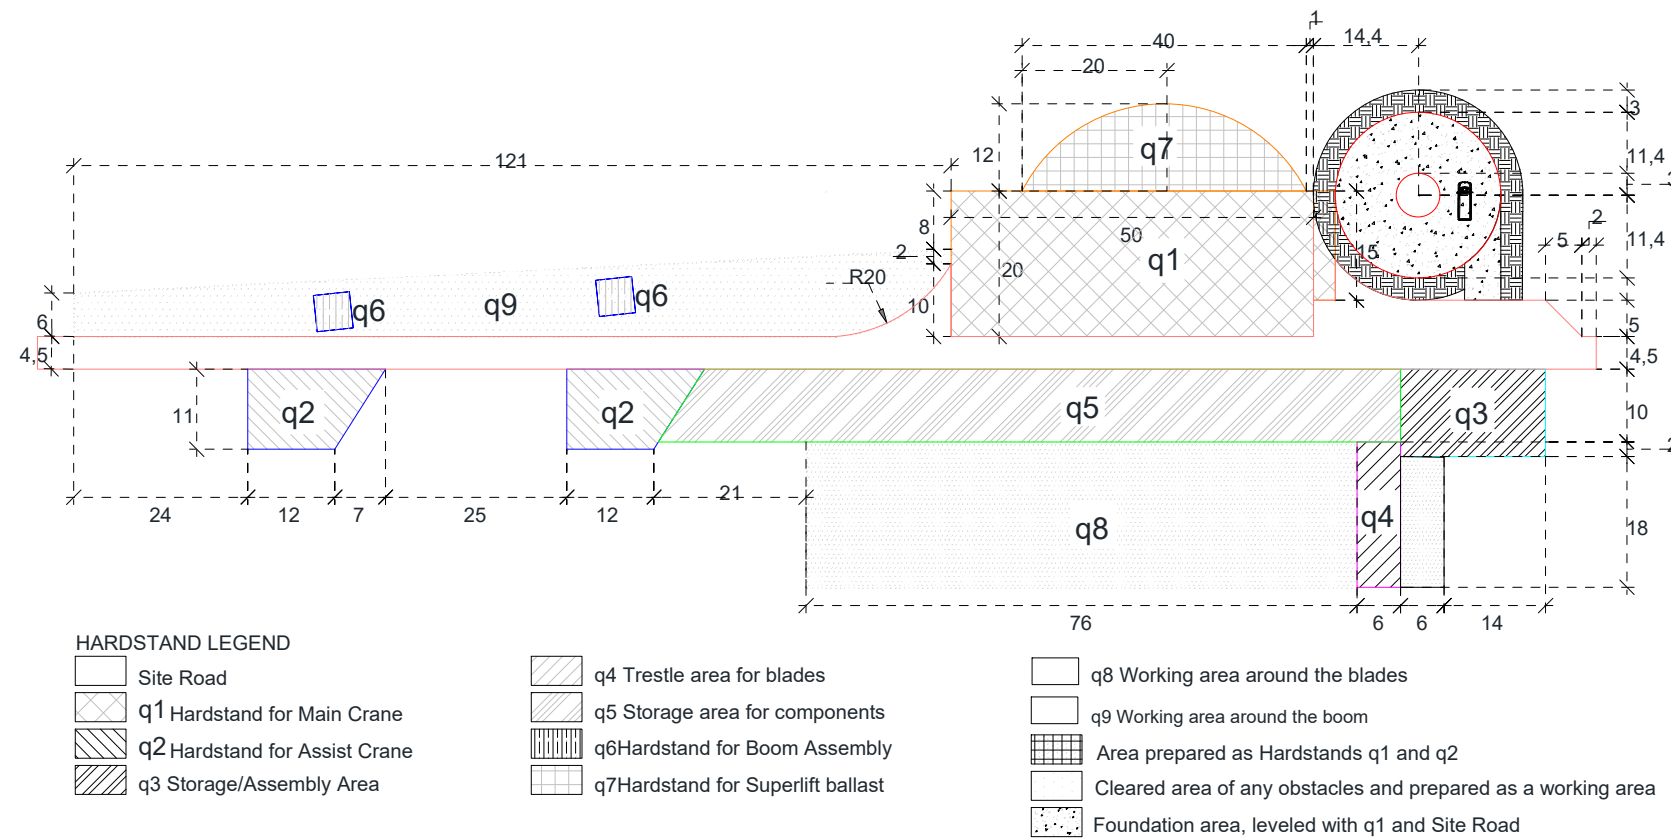 1
40
14,4
20
3
12
q7
11,4
121
8
50
q1
2
20
15
11,4
5
2
R20
10
6
q6
q9
q6
4,5
5
4,5
11
q2
q2
q5
q3
10
21
24
12
7
25
12
q8
q4
18
76
6
6
14
HARDSTAND LEGEND
Site Road
q1 Hardstand for Main Crane
q2 Hardstand for Assist Crane
q3 Storage/Assembly Area
q4 Trestle area for blades
q5 Storage area for components
q6Hardstand for Boom Assembly
q7Hardstand for Superlift ballast
q8 Working area around the blades
q9 Working area around the boom
Area prepared as Hardstands q1 and q2
Cleared area of any obstacles and prepared as a working area
Foundation area, leveled with q1 and Site Road